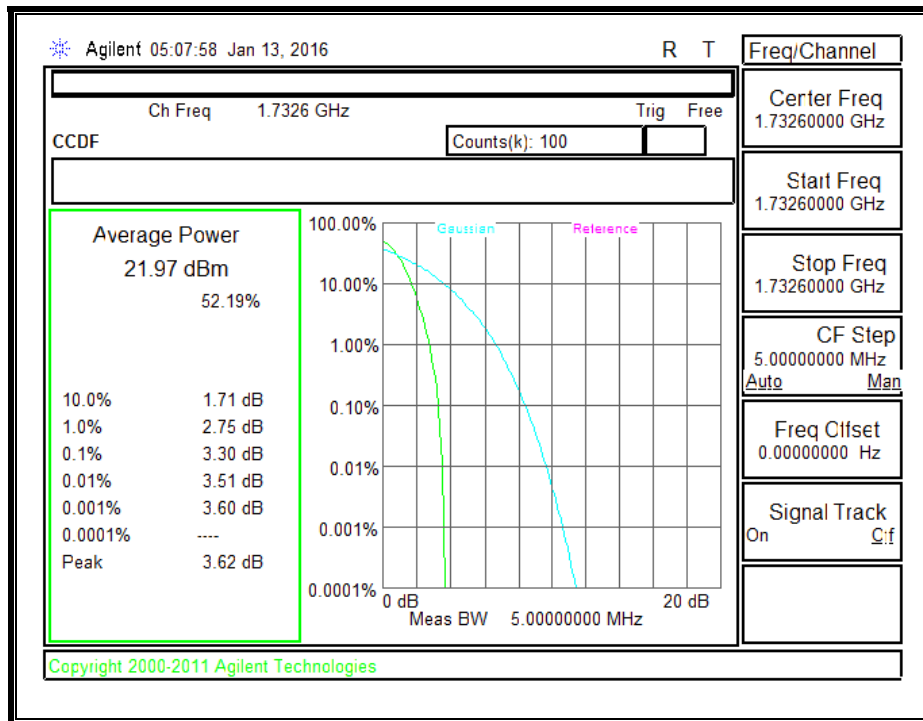 Agilent 05:07:58 Jan 13, 2016 R T
Ch Freq 1.7326 GHz Trig Free
CCDF Counts(k): 100
Average Power
21.97 dBm
52.19%
10.0% 1.71 dB
1.0% 2.75 dB
0.1% 3.30 dB
0.01% 3.51 dB
0.001% 3.60 dB
0.0001% ----
Peak 3.62 dB
Gaussian Reference
100.00%
10.00%
1.00%
0.10%
0.01%
0.001%
0.0001%
0 dB 20 dB
Meas BW 5.00000000 MHz
Freq/Channel
Center Freq
1.73260000 GHz
Start Freq
1.73260000 GHz
Stop Freq
1.73260000 GHz
CF Step
5.00000000 MHz
Auto Man
Freq Offset
0.00000000 Hz
Signal Track
On Off
Copyright 2000-2011 Agilent Technologies